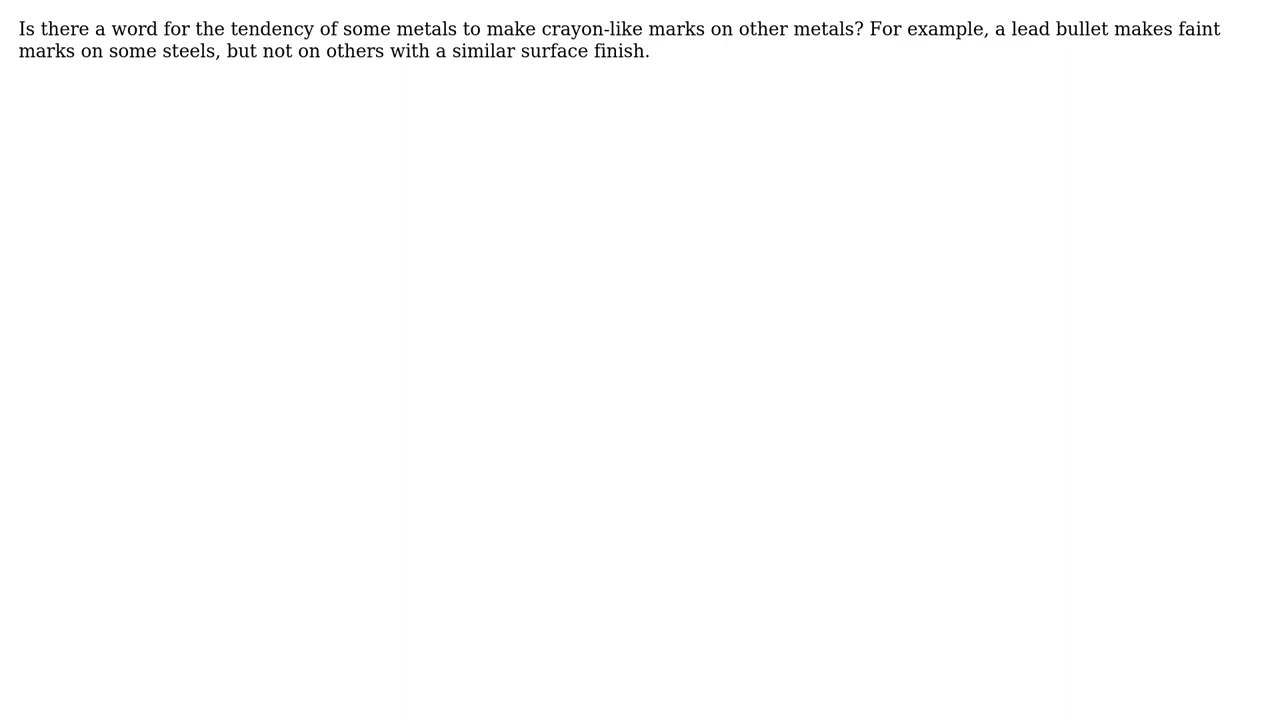 Is there a word for the tendency of some metals to make crayon-like marks on other metals? For example, a lead bullet makes faint
marks on some steels, but not on others with a similar surface finish.